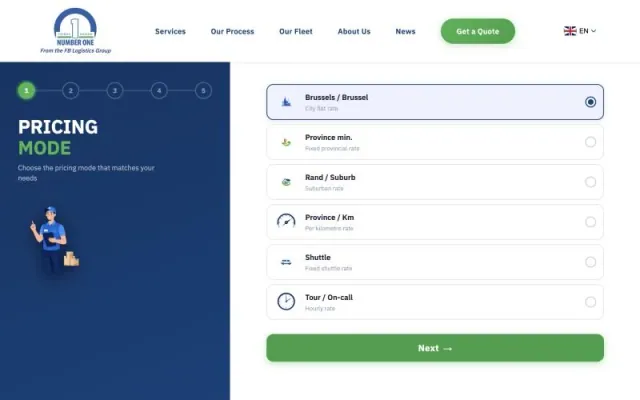 1
NUMBER ONE
From the FB Logistics Group
Services
Our Process
Our Fleet
About Us
News
Get a Quote
EN
1
2
3
4
5
PRICING
MODE
Choose the pricing mode that matches your
needs
Brussels / Brussel
City flat rate
Province min.
Fixed provincial rate
Rand / Suburb
Suburban rate
Province / Km
Per kilometre rate
Shuttle
Fixed shuttle rate
Tour / On-call
Hourly rate
Next →